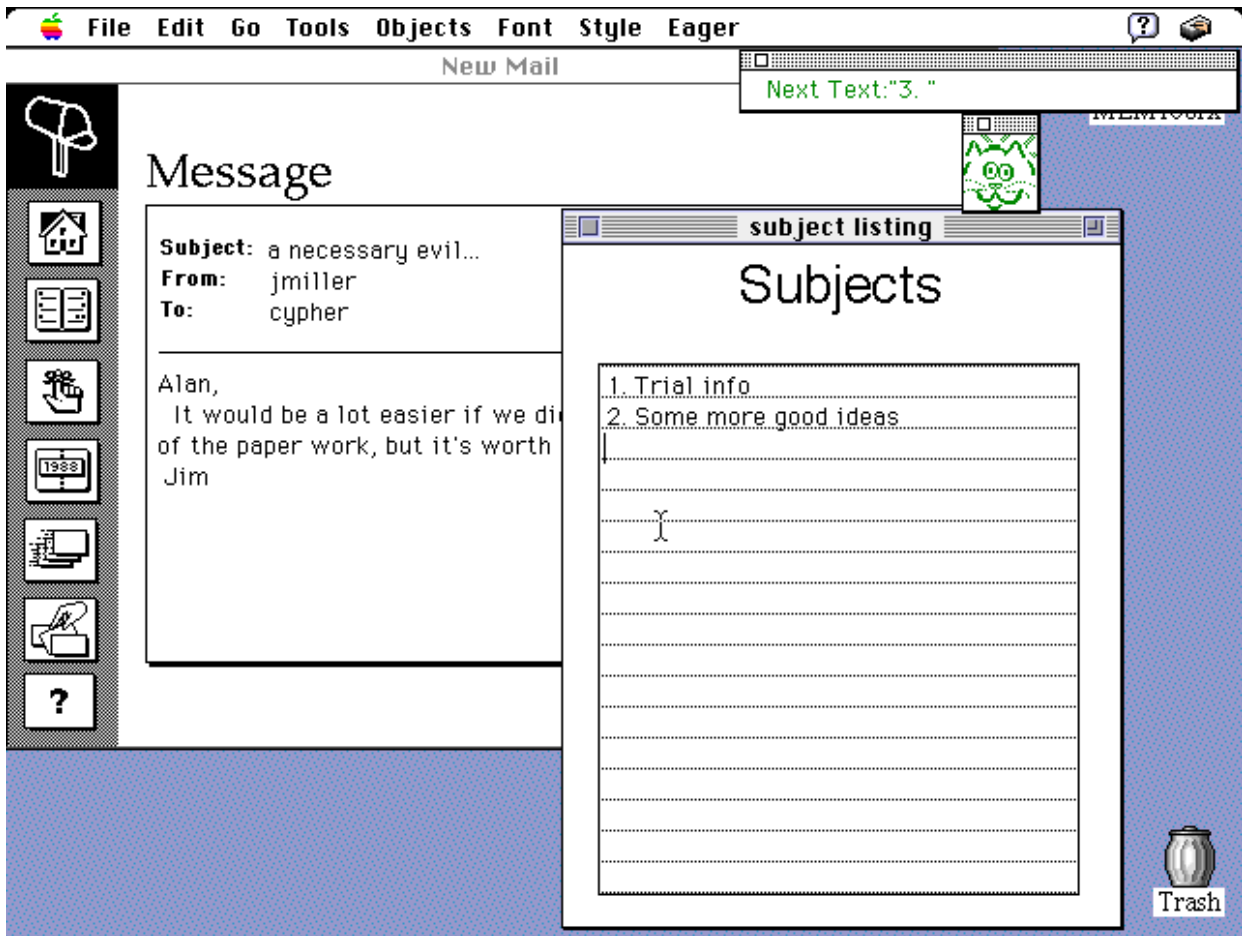 File Edit Go Tools Objects Font Style Eager
New Mail
Next Text:"3. "
Message
Subject: a necessary evil...
From: jmiller
To: cypher
Alan,
It would be a lot easier if we
of the paper work, but it's worth
Jim
subject listing
Subjects
1. Trial info
2. Some more good ideas
1988
?
?
Trash